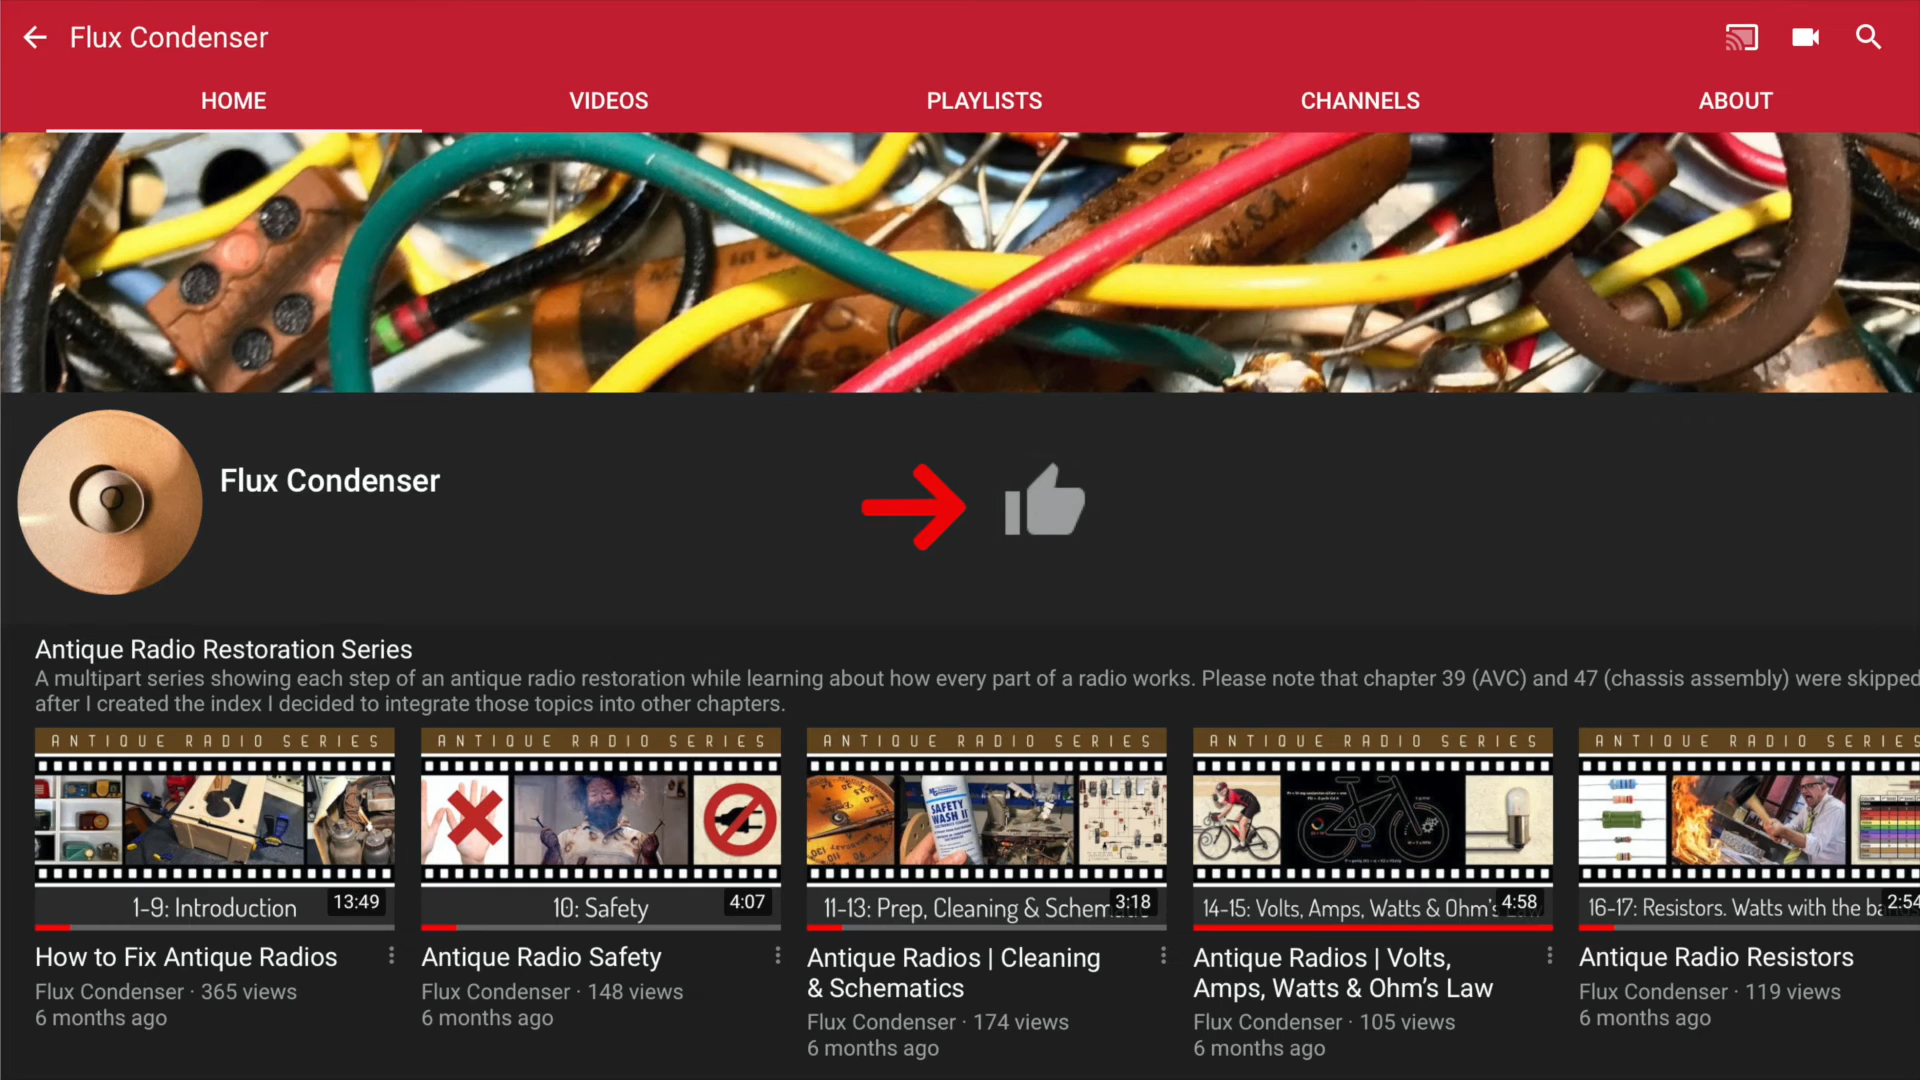 Flux Condenser
HOME VIDEOS PLAYLISTS CHANNELS ABOUT
D.C.
U.S.A.
Flux Condenser
Antique Radio Restoration Series
A multipart series showing each step of an antique radio restoration while learning about how every part of a radio works. Please note that chapter 39 (AVC) and 47 (chassis assembly) were skipped
after I created the index I decided to integrate those topics into other chapters.
ANTIQUE RADIO SERIES
1-9: Introduction
13:49
How to Fix Antique Radios
Flux Condenser · 365 views
6 months ago
ANTIQUE RADIO SERIES
10: Safety
4:07
Antique Radio Safety
Flux Condenser · 148 views
6 months ago
ANTIQUE RADIO SERIES
SAFETY
WASH II
11-13: Prep, Cleaning & Schem
3:18
Antique Radios | Cleaning
& Schematics
Flux Condenser · 174 views
6 months ago
ANTIQUE RADIO SERIES
14-15: Volts, Amps, Watts & Ohm's
4:58
Antique Radios | Volts,
Amps, Watts & Ohm’s Law
Flux Condenser · 105 views
6 months ago
ANTIQUE RADIO SERIES
16-17: Resistors. Watts with the ba
2:54
Antique Radio Resistors
Flux Condenser · 119 views
6 months ago